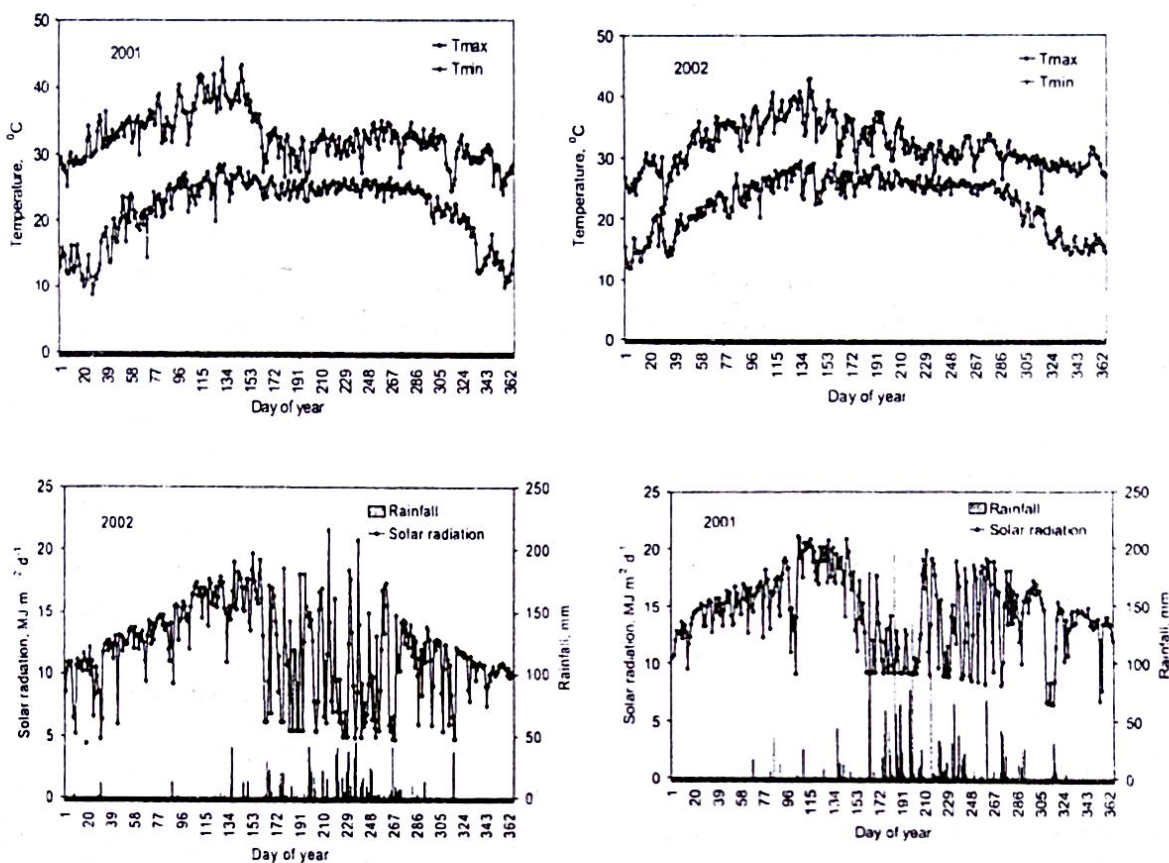 50
40
30
20
10
0
Temperature, °C
2001
Tmax
Tmin
1 20 39 58 77 96 115 134 153 172 191 210 229 248 267 286 305 324 343 362
Day of year
50
40
30
20
10
0
Temperature, °C
2002
Tmax
Tmin
1 20 39 58 77 96 115 134 153 172 191 210 229 248 267 286 305 324 343 362
Day of year
25
20
15
10
5
0
Solar radiation, MJ m⁻² d⁻¹
2002
Rainfall
Solar radiation
250
200
150
100
50
0
Rainfall, mm
1 20 39 58 77 96 115 134 153 172 191 210 229 248 267 286 305 324 343 362
Day of year
25
20
15
10
5
0
Solar radiation, MJ m⁻² d⁻¹
2001
Rainfall
Solar radiation
250
200
150
100
50
0
Rainfall, mm
1 20 39 58 77 96 115 134 153 172 191 210 229 248 267 286 305 324 343 362
Day of year